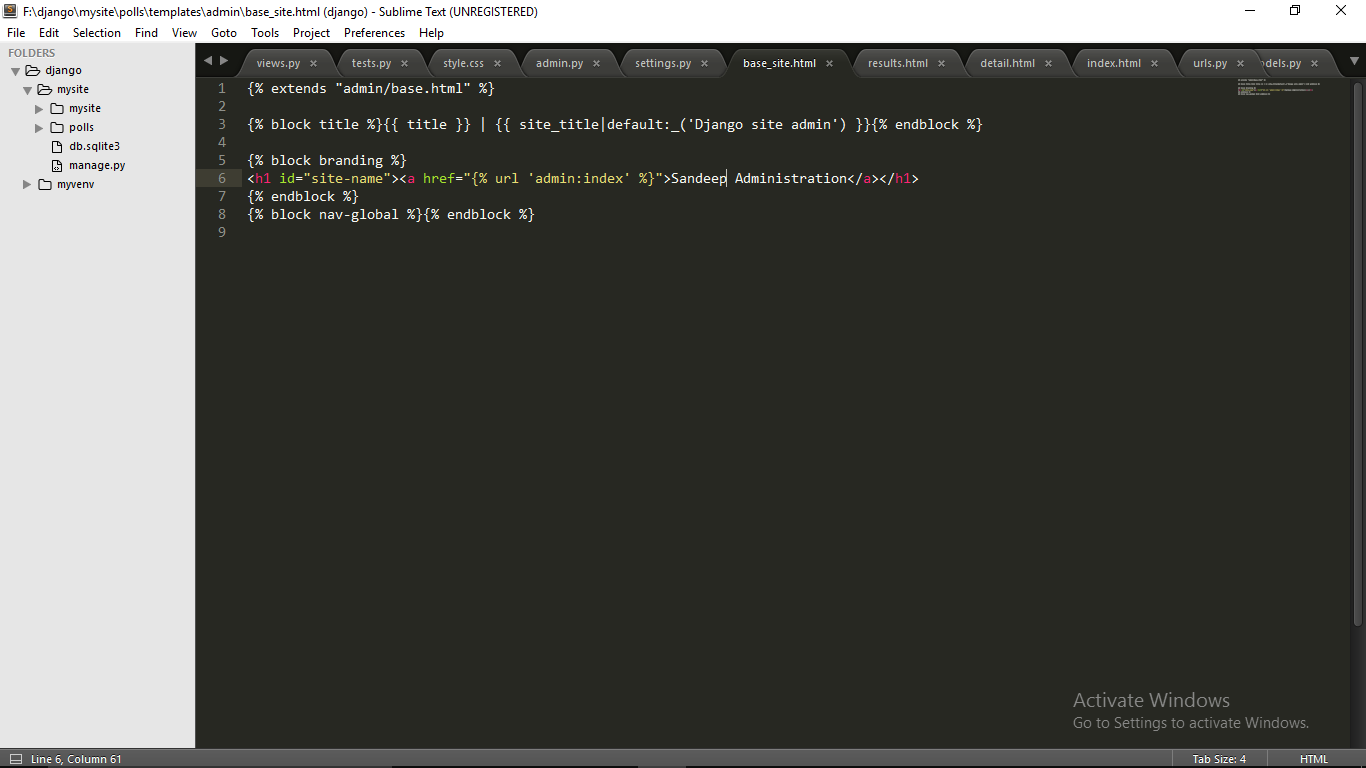 F:\django\mysite\polls\templates\admin\base_site.html (django) - Sublime Text (UNREGISTERED)
File Edit Selection Find View Goto Tools Project Preferences Help
FOLDERS
django
mysite
mysite
polls
db.sqlite3
manage.py
myvenv
views.py × tests.py × style.css × admin.py × settings.py × base_site.html × results.html × detail.html × index.html × urls.py × dels.py ×
1 {% extends "admin/base.html" %}
2
3 {% block title %}{{ title }} | {{ site_title|default:_('Django site admin') }}{% endblock %}
4
5 {% block branding %}
6 <h1 id="site-name"><a href="{% url 'admin:index' %}">Sandeep Administration</a></h1>
7 {% endblock %}
8 {% block nav-global %}{% endblock %}
9
Activate Windows
Go to Settings to activate Windows.
Line 6, Column 61 Tab Size: 4 HTML